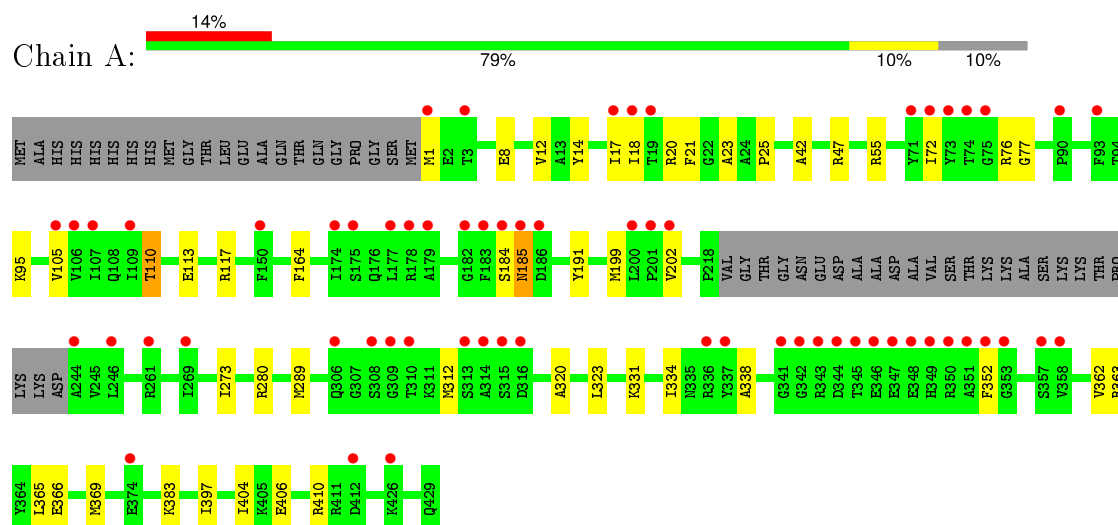 14%
Chain A:
79% 10% 10%
MET ALA HIS HIS HIS HIS HIS HIS MET GLY THR LEU GLU ALA GLN THR GLN GLY PRO GLY SER MET M1 E2 T3 E8 V12 A13 Y14 I17 I18 T19 R20 F21 G22 A23 A24 P25 A42 R47 R55 Y71 I72 Y73 T74 G75 R76 G77 P90 F93 T94
K95 V105 V106 I107 Q108 I109 T110 E113 R117 F150 F164 I174 S175 Q176 L177 R178 A179 G182 F183 S184 N185 D186 Y191 M199 L200 P201 V202 P218 VAL GLY THR GLY ASN GLU ASP ALA ALA ASP ALA VAL SER THR LYS LYS ALA SER LYS LYS THR PRO
LYS LYS ASP A244 V245 L246 R261 I269 I273 R280 M289 Q306 G307 S308 G309 T310 K311 M312 S313 A314 S315 D316 A320 L323 K331 I334 N335 R336 Y337 A338 G341 G342 R343 D344 T345 E346 E347 E348 H349 R350 A351 F352 G353 S357 V358 V362 R363
Y364 L365 E366 M369 E374 K383 I397 I404 K405 E406 R410 R411 D412 K426 Q429